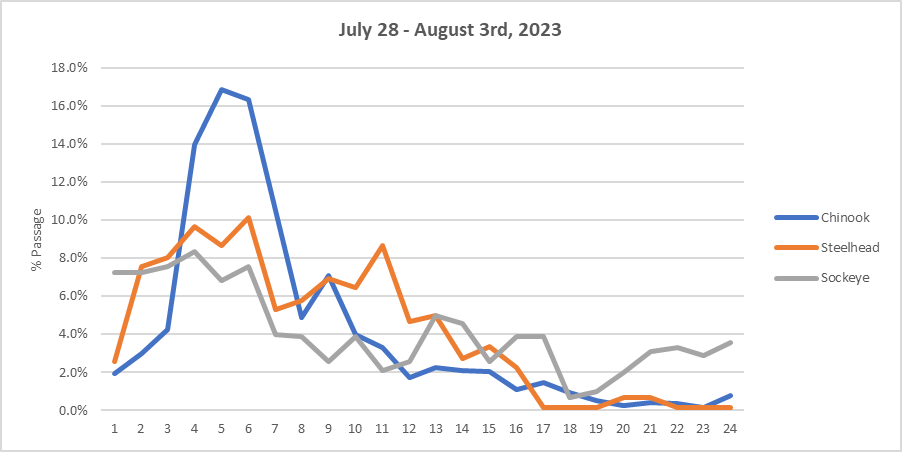 July 28 - August 3rd, 2023
% Passage
18.0%
16.0%
14.0%
12.0%
10.0%
8.0%
6.0%
4.0%
2.0%
0.0%
1 2 3 4 5 6 7 8 9 10 11 12 13 14 15 16 17 18 19 20 21 22 23 24
Chinook
Steelhead
Sockeye